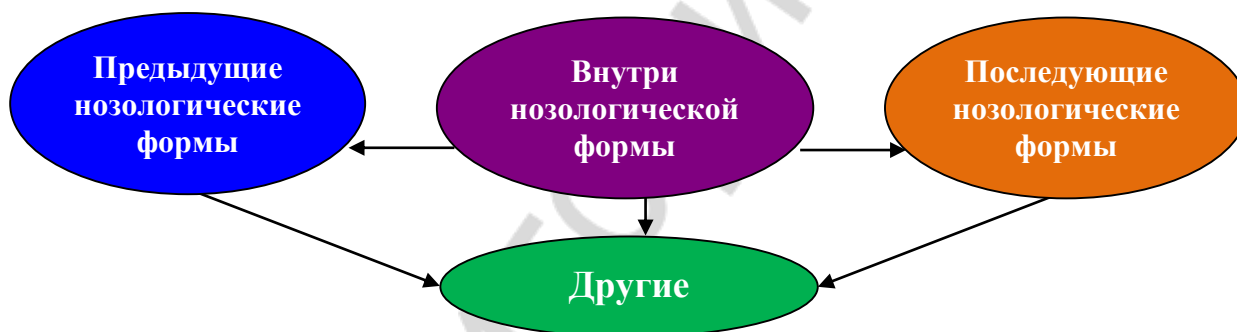 Предыдущие
нозологические
формы
Внутри
нозологической
формы
Последующие
нозологические
формы
Другие